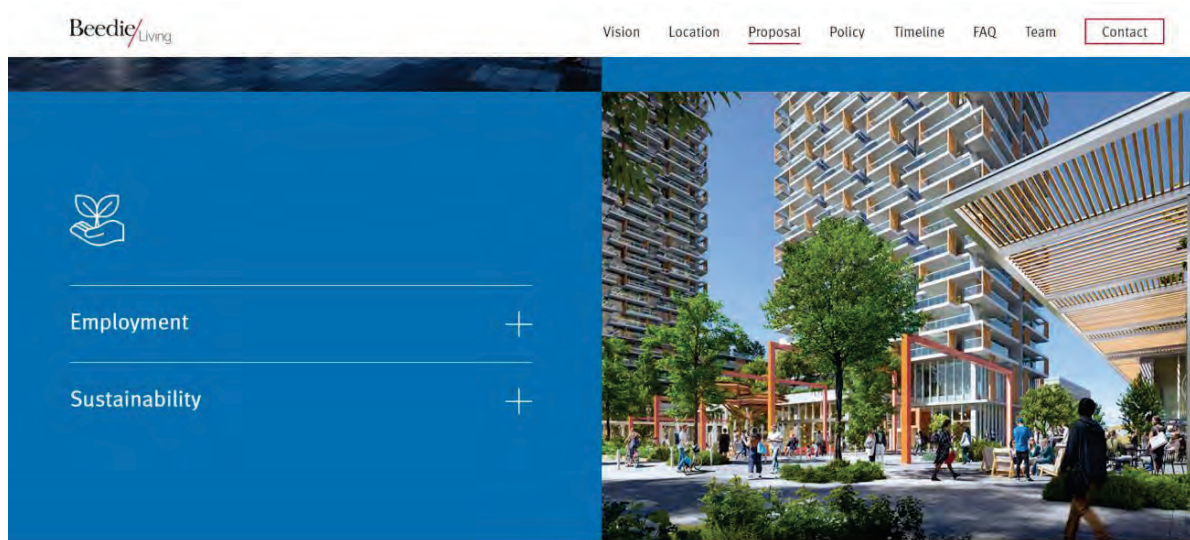 Beedie/Living
Vision Location Proposal Policy Timeline FAQ Team Contact
Employment
Sustainability